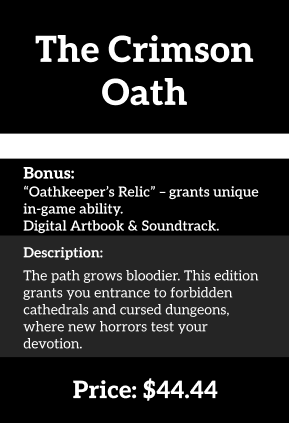 The Crimson
Oath
Bonus:
“Oathkeeper’s Relic” – grants unique
in-game ability.
Digital Artbook & Soundtrack.
Description:
The path grows bloodier. This edition
grants you entrance to forbidden
cathedrals and cursed dungeons,
where new horrors test your
devotion.
Price: $44.44